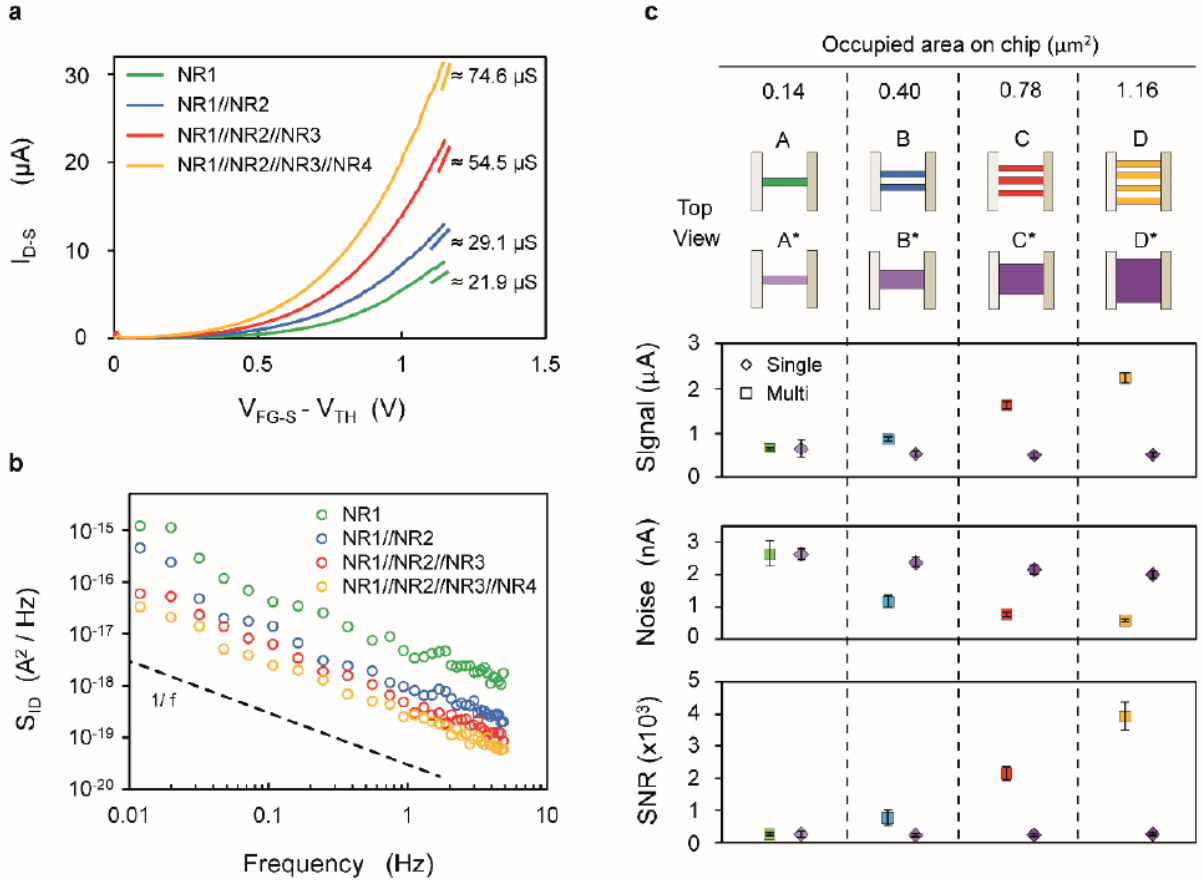 a
30
20
10
0
I_D-S (μA)
NR1
NR1//NR2
NR1//NR2//NR3
NR1//NR2//NR3//NR4
≈ 74.6 μS
≈ 54.5 μS
≈ 29.1 μS
≈ 21.9 μS
0 0.5 1 1.5
V_FG-S - V_TH (V)
b
10⁻¹⁵
10⁻¹⁶
10⁻¹⁷
10⁻¹⁸
10⁻¹⁹
10⁻²⁰
S_ID (A² / Hz)
NR1
NR1//NR2
NR1//NR2//NR3
NR1//NR2//NR3//NR4
1/ f
0.01 0.1 1 10
Frequency (Hz)
c
Occupied area on chip (μm²)
0.14 0.40 0.78 1.16
A B C D
Top
View
A* B* C* D*
3
2
1
0
SIgnal (μA)
Single
Multi
3
2
1
0
Noise (nA)
5
4
3
2
1
0
SNR (x10³)